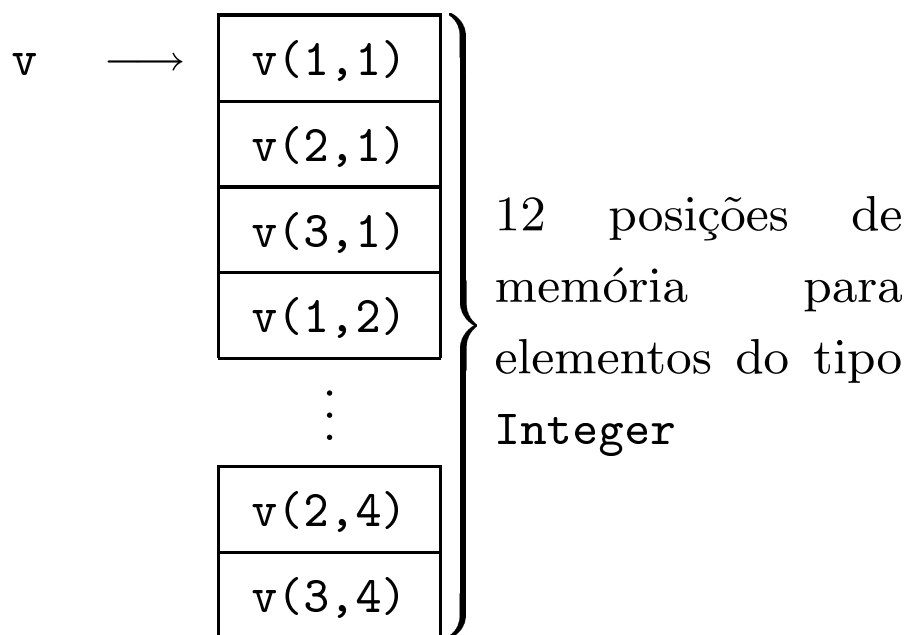 v ⟶ v(1,1)
v(2,1)
v(3,1)
v(1,2)
⋮
v(2,4)
v(3,4)
12 posições de
memória para
elementos do tipo
Integer